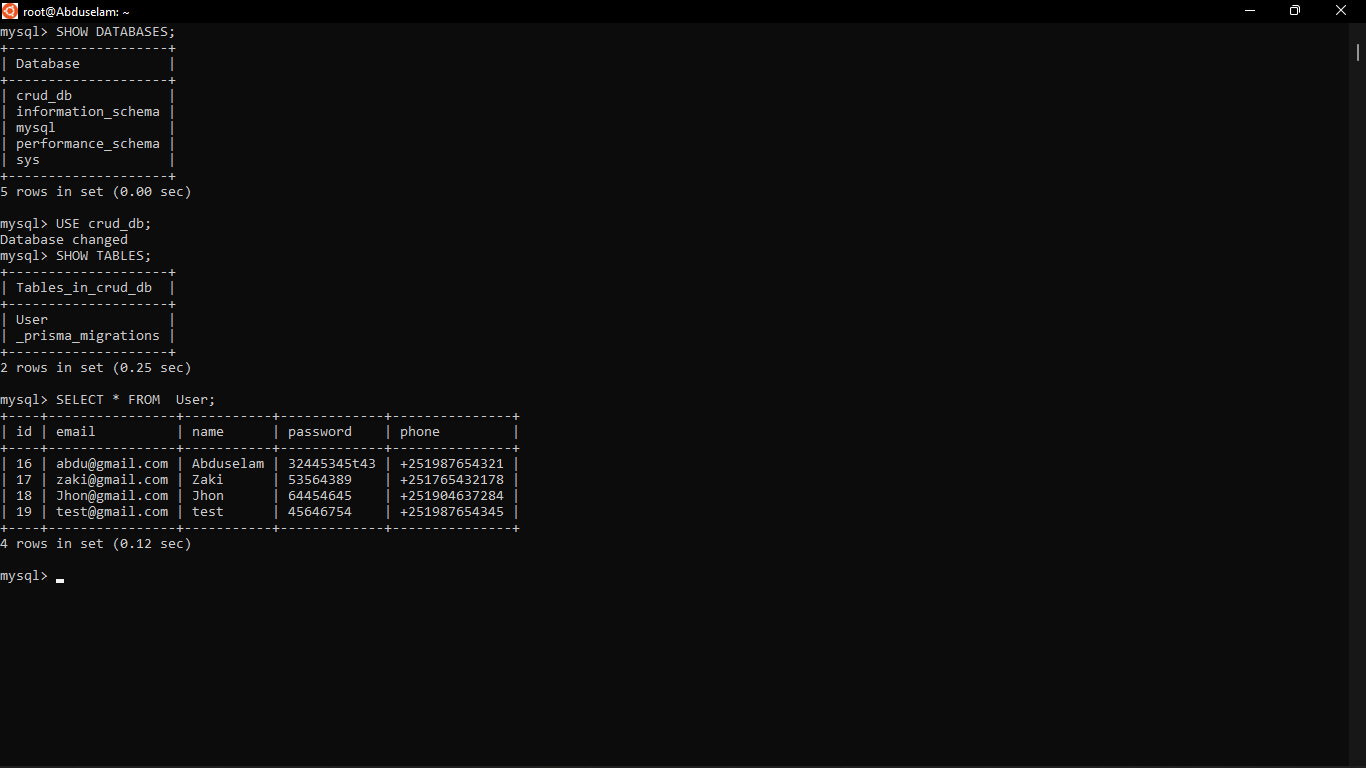 root@Abduselam: ~
mysql> SHOW DATABASES;
+--------------------+
| Database           |
+--------------------+
| crud_db            |
| information_schema |
| mysql              |
| performance_schema |
| sys                |
+--------------------+
5 rows in set (0.00 sec)

mysql> USE crud_db;
Database changed
mysql> SHOW TABLES;
+--------------------+
| Tables_in_crud_db  |
+--------------------+
| User               |
| _prisma_migrations |
+--------------------+
2 rows in set (0.25 sec)

mysql> SELECT * FROM  User;
+----+----------------+-----------+-------------+---------------+
| id | email          | name      | password    | phone         |
+----+----------------+-----------+-------------+---------------+
| 16 | abdu@gmail.com | Abduselam | 32445345t43 | +251987654321 |
| 17 | zaki@gmail.com | Zaki      | 53564389    | +251765432178 |
| 18 | Jhon@gmail.com | Jhon      | 64454645    | +251904637284 |
| 19 | test@gmail.com | test      | 45646754    | +251987654345 |
+----+----------------+-----------+-------------+---------------+
4 rows in set (0.12 sec)

mysql> _